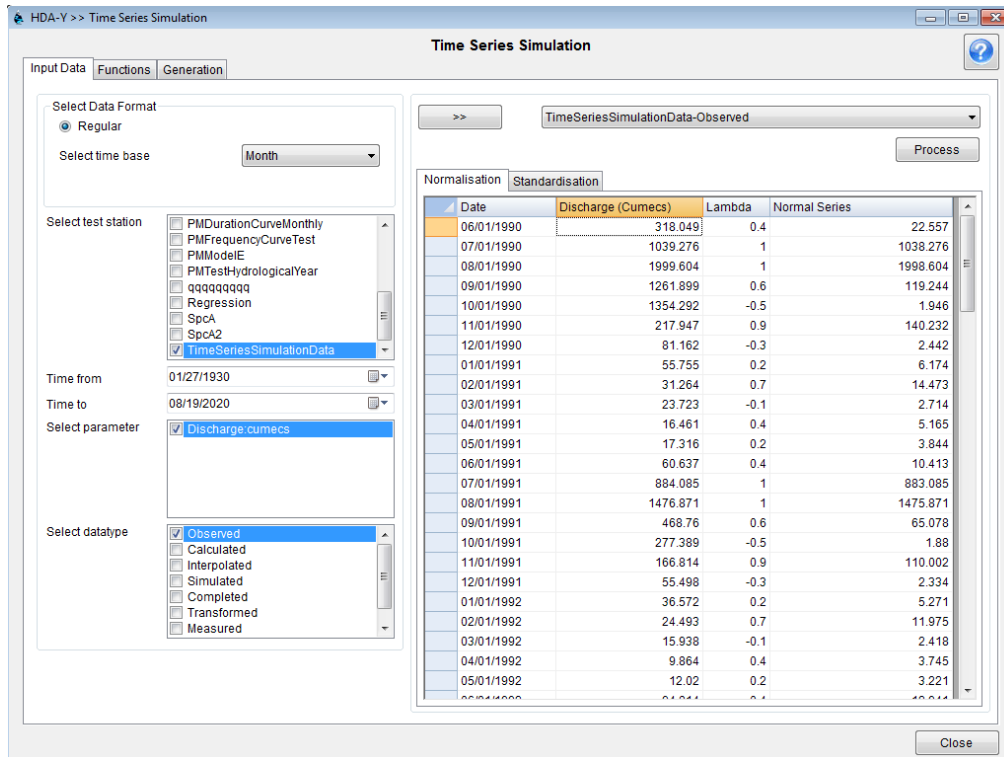 HDA-Y >> Time Series Simulation
Time Series Simulation
Input Data Functions Generation
Select Data Format
Regular
Select time base Month
Select test station
PMDurationCurveMonthly
PMFrequencyCurveTest
PMModelE
PMTestHydrologicalYear
qqqqqqqqq
Regression
SpcA
SpcA2
TimeSeriesSimulationData
Time from 01/27/1930
Time to 08/19/2020
Select parameter Discharge:cumecs
Select datatype
Observed
Calculated
Interpolated
Simulated
Completed
Transformed
Measured
>> TimeSeriesSimulationData-Observed
Process
Normalisation Standardisation
Date Discharge (Cumecs) Lambda Normal Series
06/01/1990 318.049 0.4 22.557
07/01/1990 1039.276 1 1038.276
08/01/1990 1999.604 1 1998.604
09/01/1990 1261.899 0.6 119.244
10/01/1990 1354.292 -0.5 1.946
11/01/1990 217.947 0.9 140.232
12/01/1990 81.162 -0.3 2.442
01/01/1991 55.755 0.2 6.174
02/01/1991 31.264 0.7 14.473
03/01/1991 23.723 -0.1 2.714
04/01/1991 16.461 0.4 5.165
05/01/1991 17.316 0.2 3.844
06/01/1991 60.637 0.4 10.413
07/01/1991 884.085 1 883.085
08/01/1991 1476.871 1 1475.871
09/01/1991 468.76 0.6 65.078
10/01/1991 277.389 -0.5 1.88
11/01/1991 166.814 0.9 110.002
12/01/1991 55.498 -0.3 2.334
01/01/1992 36.572 0.2 5.271
02/01/1992 24.493 0.7 11.975
03/01/1992 15.938 -0.1 2.418
04/01/1992 9.864 0.4 3.745
05/01/1992 12.02 0.2 3.221
Close